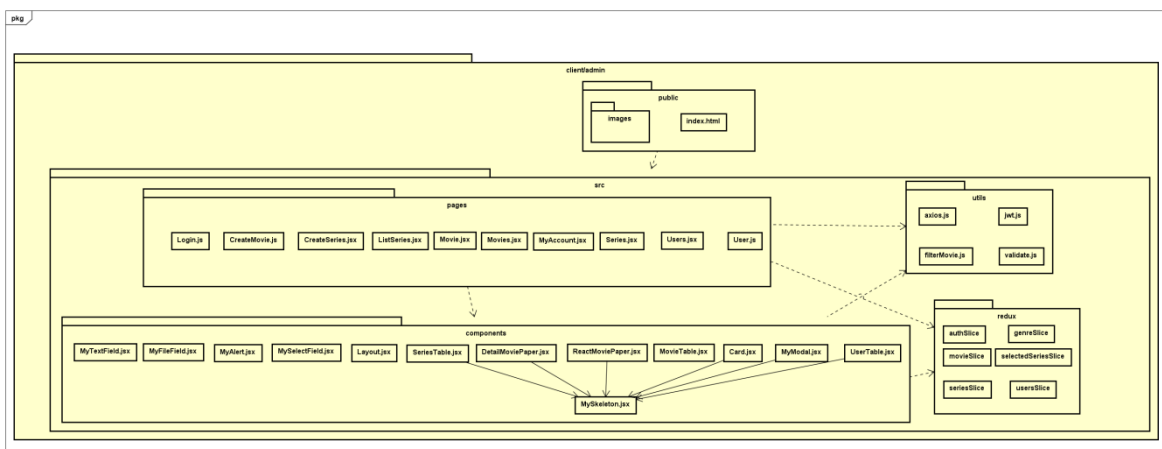 pkg
client/admin
public
images
index.html
src
pages
Login.js
CreateMovie.js
CreateSeries.jsx
ListSeries.jsx
Movie.jsx
Movies.jsx
MyAccount.jsx
Series.jsx
Users.jsx
User.js
utils
axios.js
jwt.js
filterMovie.js
validate.js
components
MyTextField.jsx
MyFileField.jsx
MyAlert.jsx
MySelectField.jsx
Layout.jsx
SeriesTable.jsx
DetailMoviePaper.jsx
ReactMoviePaper.jsx
MovieTable.jsx
Card.jsx
MyModal.jsx
UserTable.jsx
MySkeleton.jsx
redux
authSlice
genreSlice
movieSlice
selectedSeriesSlice
seriesSlice
usersSlice